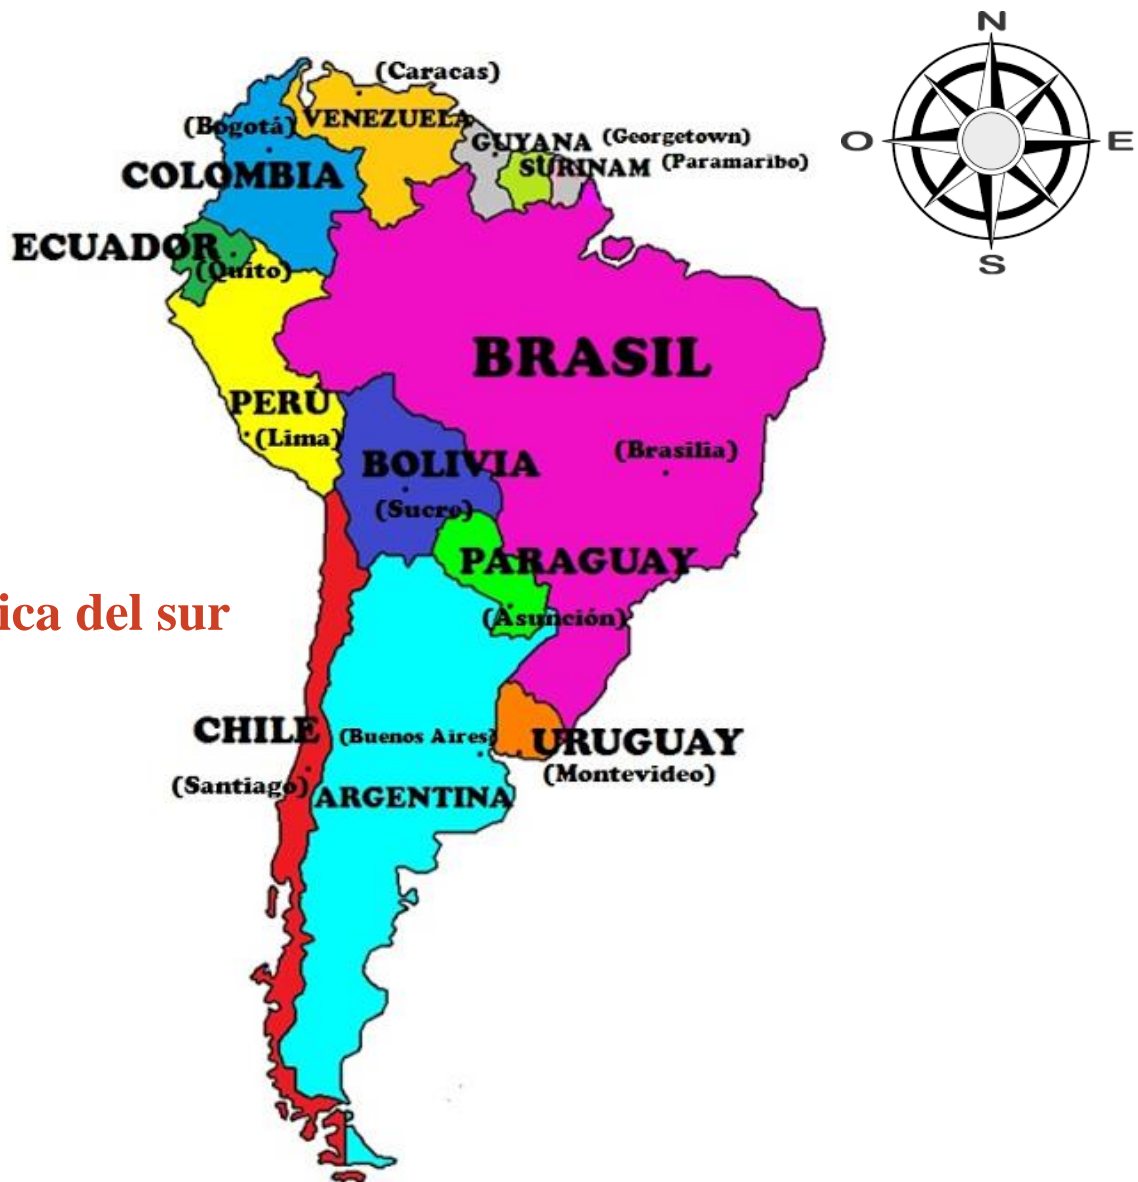 N
O
E
S
(Caracas)
(Bogotá)
VENEZUELA
GUYANA (Georgetown)
SURINAM (Paramaribo)
COLOMBIA
ECUADOR
(Quito)
BRASIL
PERÚ
(Lima)
(Brasilia)
BOLIVIA
(Sucre)
PARAGUAY
(Asunción)
ica del sur
CHILE
(Buenos Aires)
URUGUAY
(Montevideo)
(Santiago)
ARGENTINA